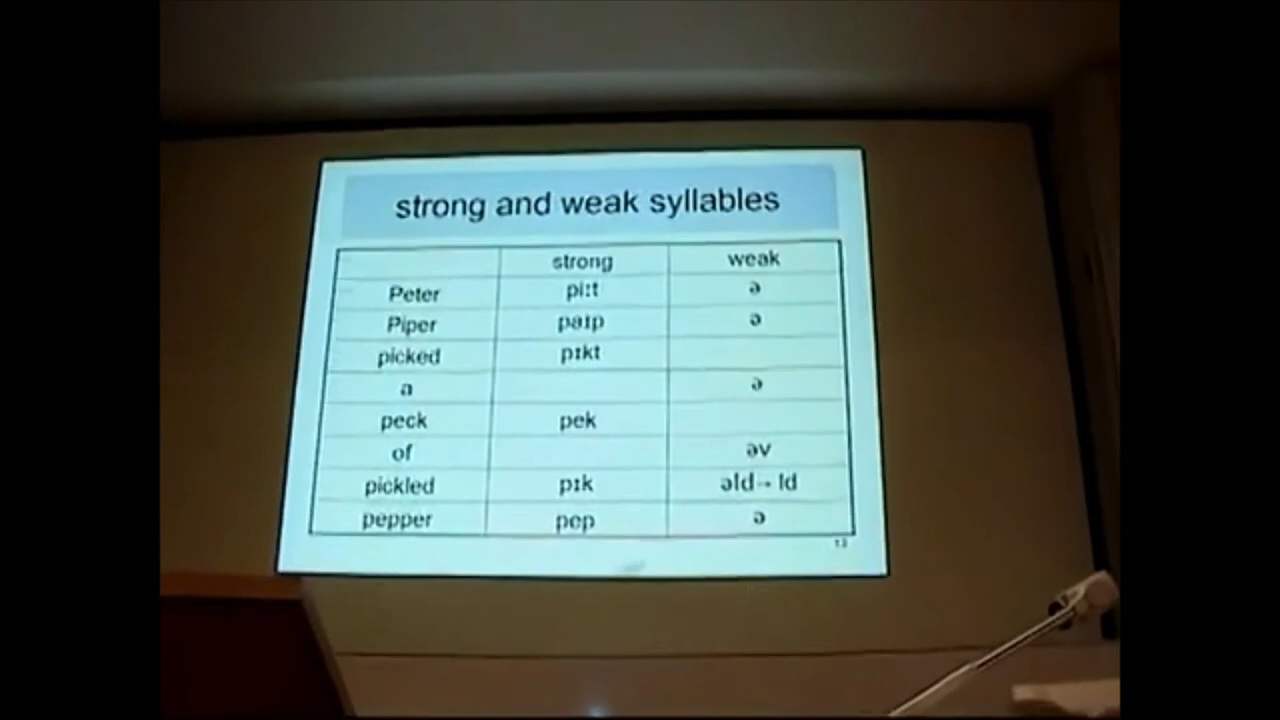 strong and weak syllables
strong weak
Peter piːt ə
Piper paɪp ə
picked pɪkt
a ə
peck pek
of əv
pickled pɪk əld → ld
pepper pep ə
13